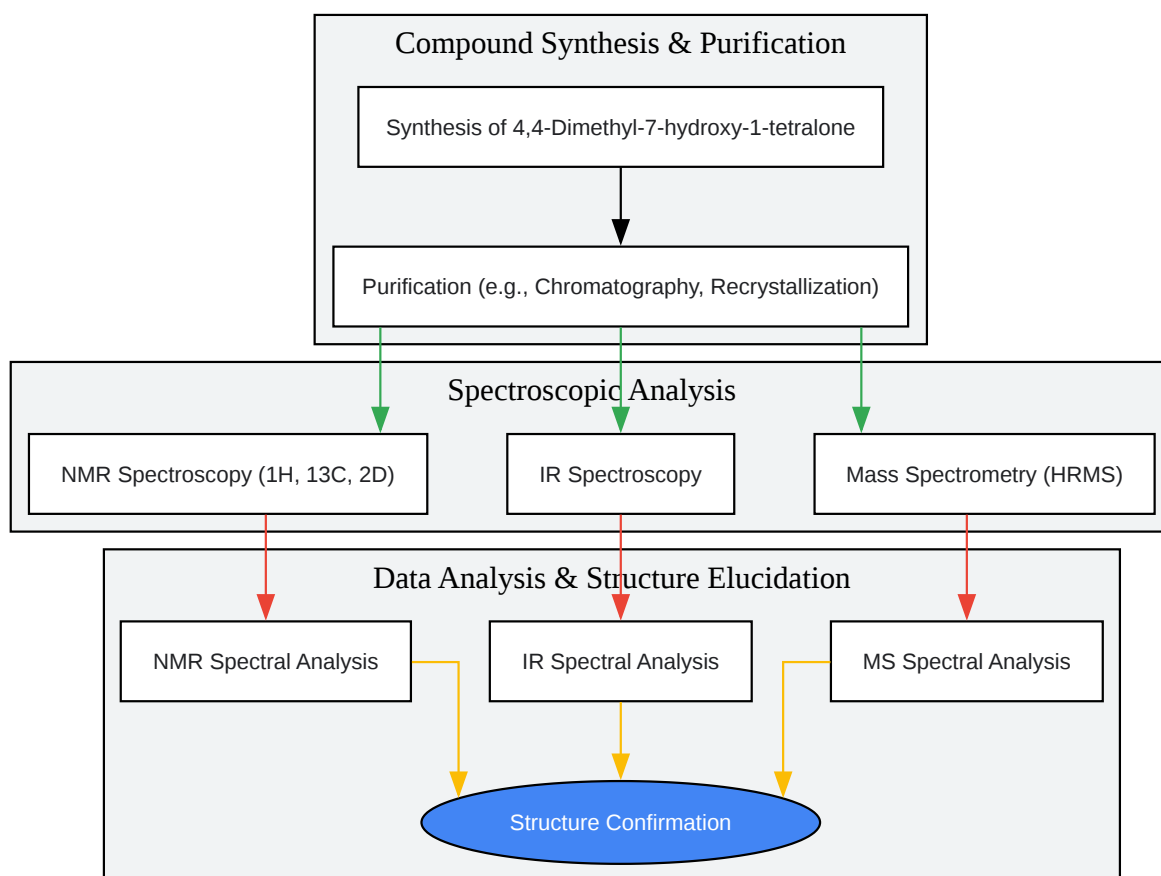 Compound Synthesis & Purification
Synthesis of 4,4-Dimethyl-7-hydroxy-1-tetralone
Purification (e.g., Chromatography, Recrystallization)
Spectroscopic Analysis
NMR Spectroscopy (1H, 13C, 2D)
IR Spectroscopy
Mass Spectrometry (HRMS)
Data Analysis & Structure Elucidation
NMR Spectral Analysis
IR Spectral Analysis
MS Spectral Analysis
Structure Confirmation